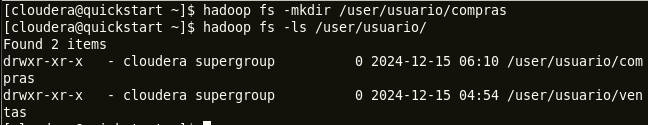 [cloudera@quickstart ~]$ hadoop fs -mkdir /user/usuario/compras
[cloudera@quickstart ~]$ hadoop fs -ls /user/usuario/
Found 2 items
drwxr-xr-x   - cloudera supergroup          0 2024-12-15 06:10 /user/usuario/com
pras
drwxr-xr-x   - cloudera supergroup          0 2024-12-15 04:54 /user/usuario/ven
tas